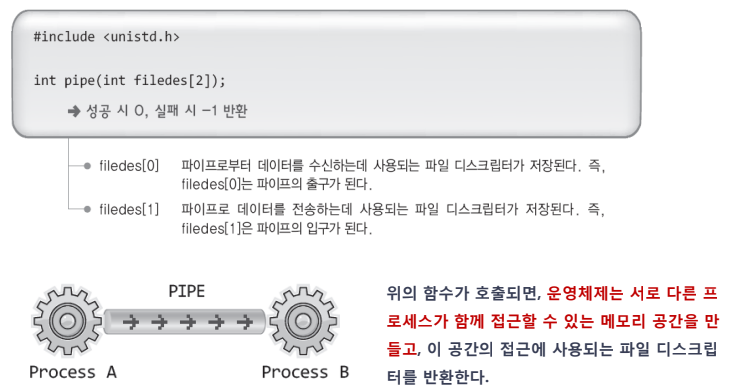 #include <unistd.h>
int pipe(int filedes[2]);
➔ 성공 시 0, 실패 시 -1 반환
filedes[0] 파이프로부터 데이터를 수신하는데 사용되는 파일 디스크립터가 저장된다. 즉,
filedes[0]는 파이프의 출구가 된다.
filedes[1] 파이프로 데이터를 전송하는데 사용되는 파일 디스크립터가 저장된다. 즉,
filedes[1]은 파이프의 입구가 된다.
PIPE
Process A
Process B
위의 함수가 호출되면, 운영체제는 서로 다른 프
로세스가 함께 접근할 수 있는 메모리 공간을 만
들고, 이 공간의 접근에 사용되는 파일 디스크립
터를 반환한다.